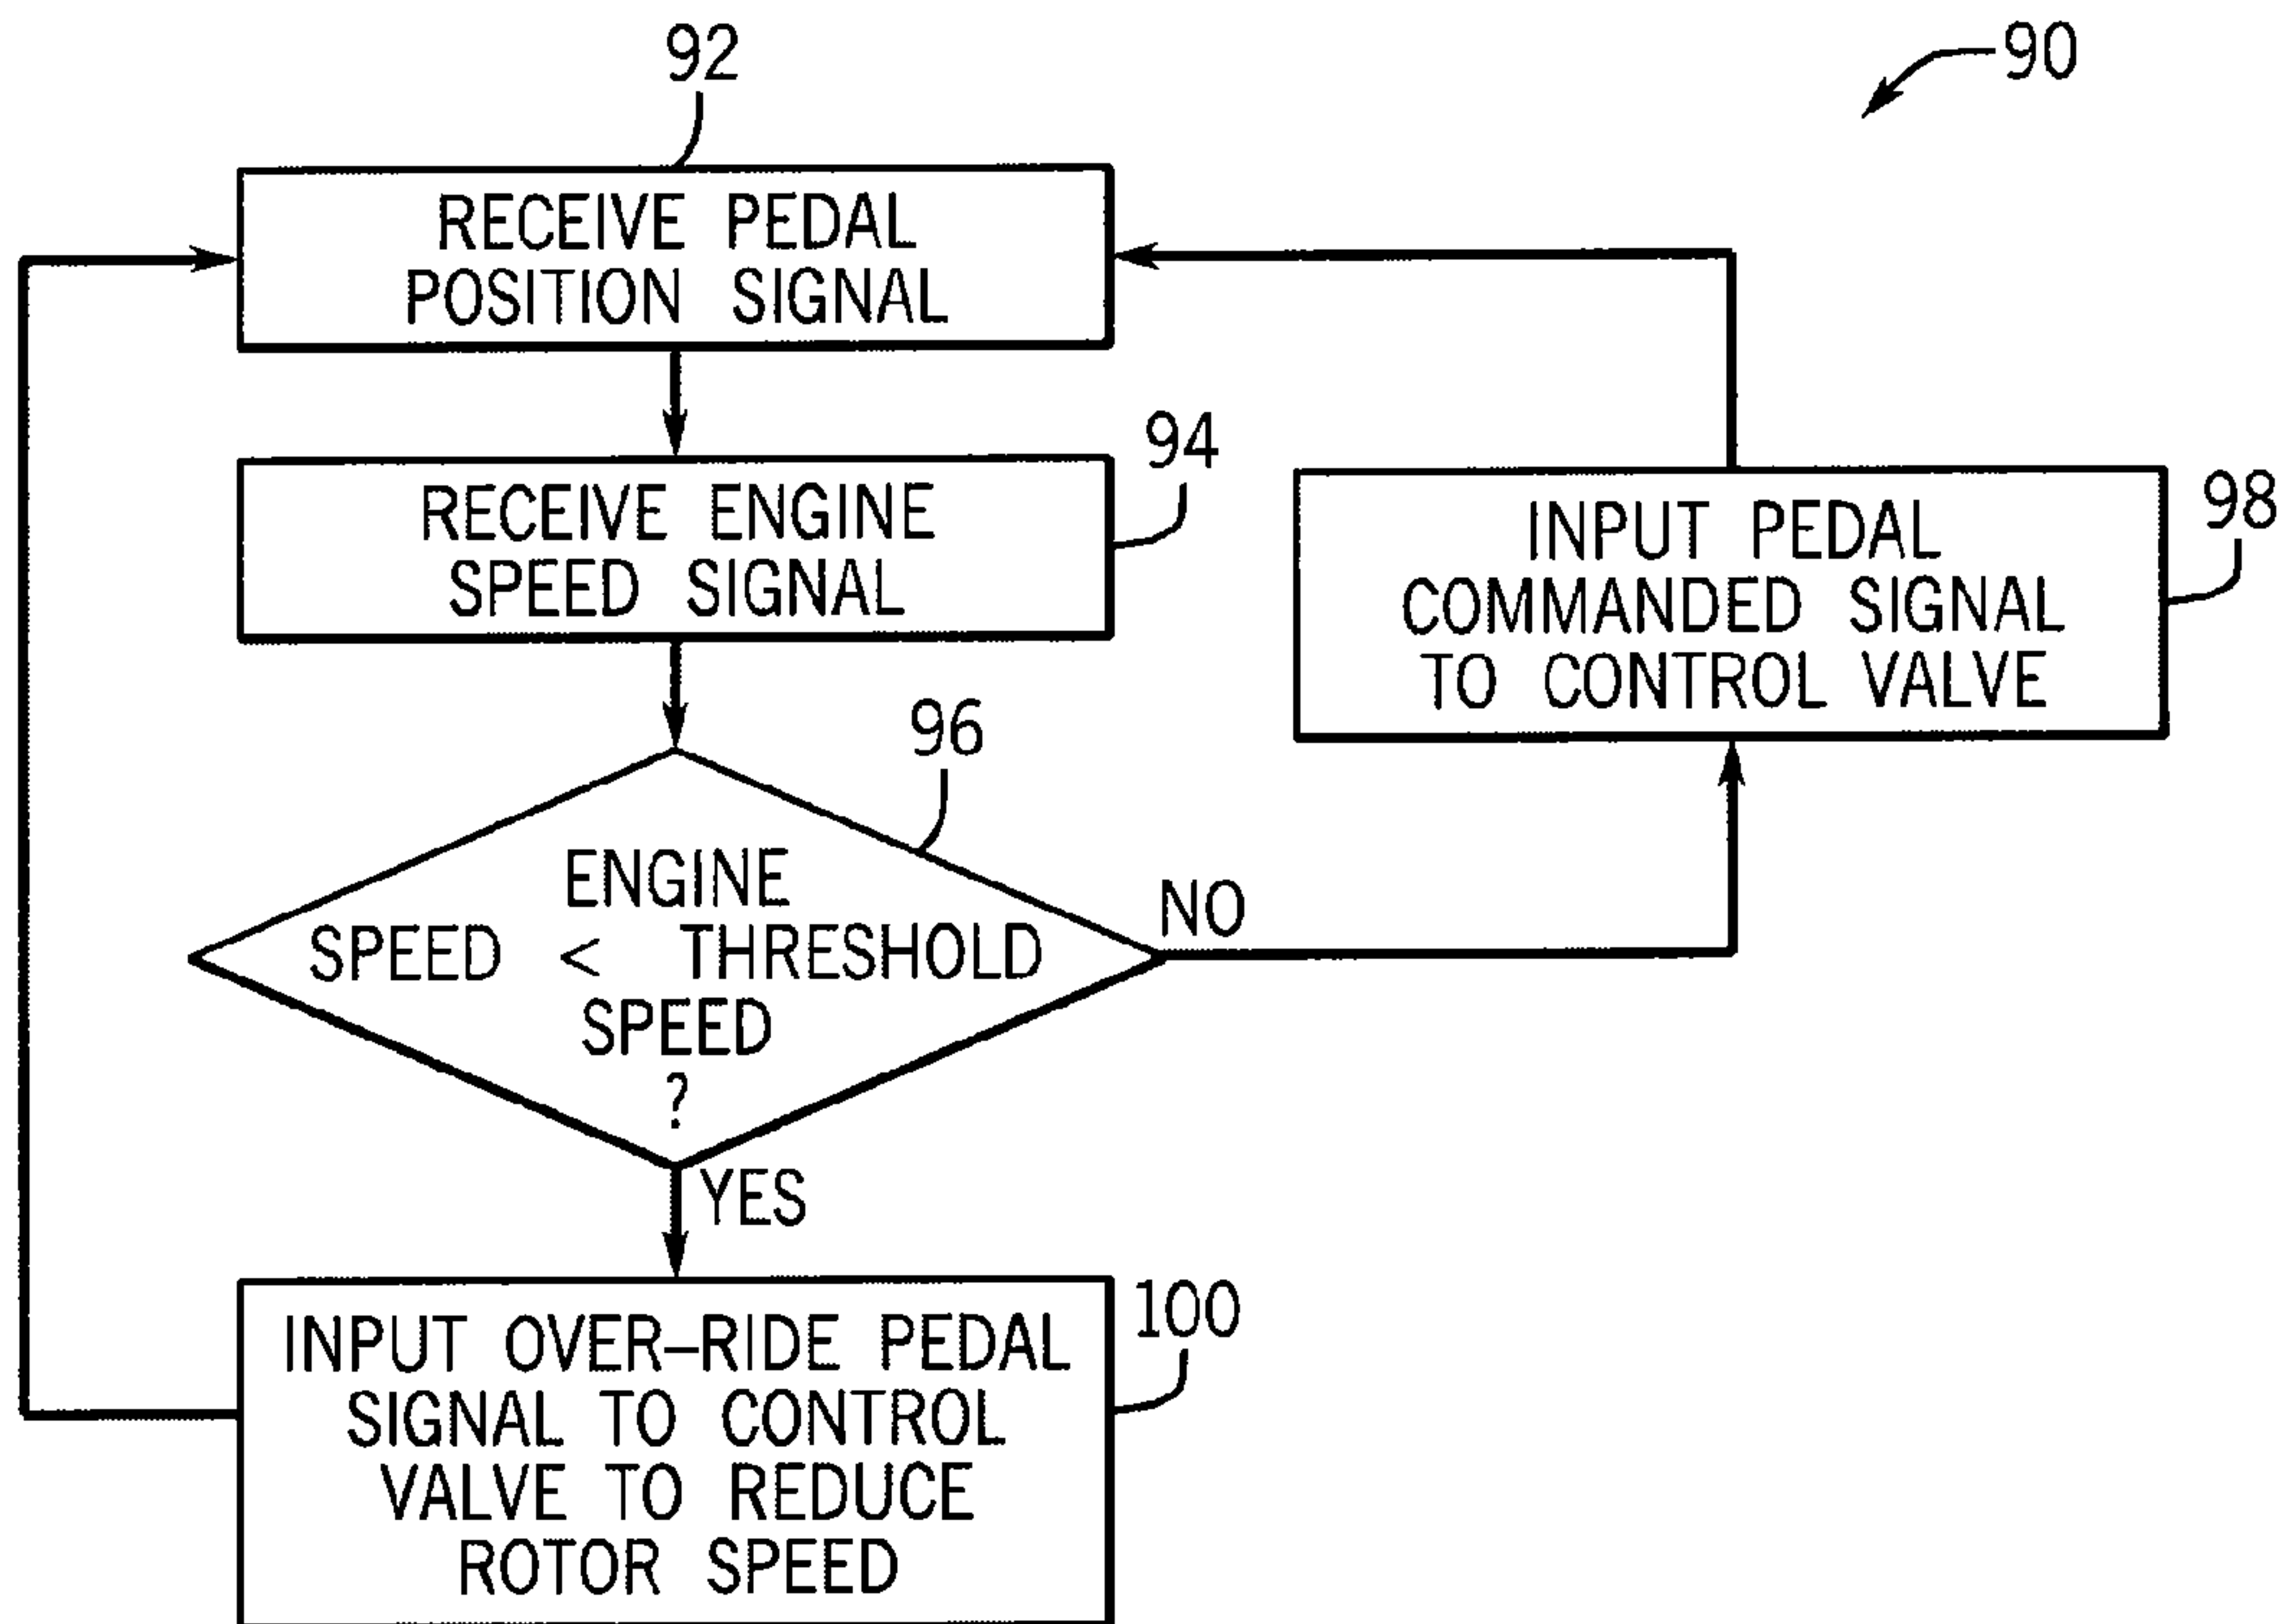 92
90
RECEIVE PEDAL
POSITION SIGNAL
94
RECEIVE ENGINE
SPEED SIGNAL
98
INPUT PEDAL
COMMANDED SIGNAL
TO CONTROL VALVE
96
ENGINE
SPEED < THRESHOLD
SPEED
?
NO
YES
100
INPUT OVER-RIDE PEDAL
SIGNAL TO CONTROL
VALVE TO REDUCE
ROTOR SPEED